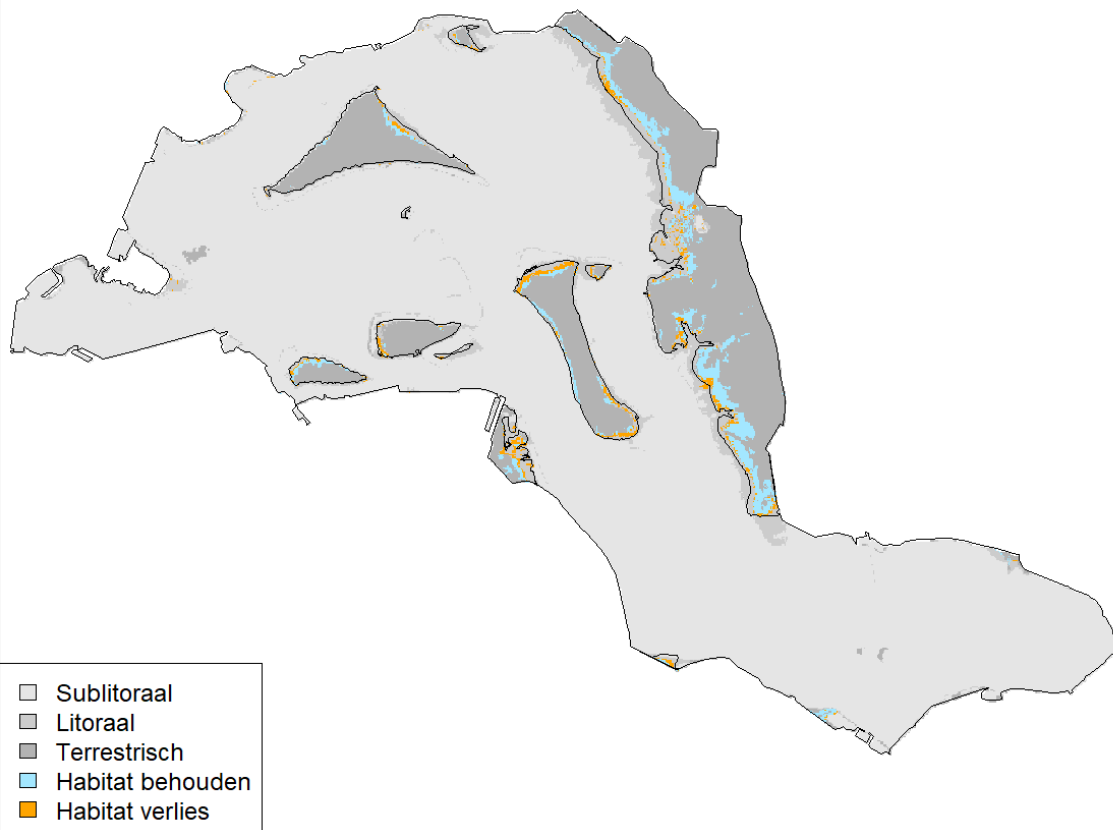 Sublitoraal
Litoraal
Terrestrisch
Habitat behouden
Habitat verlies